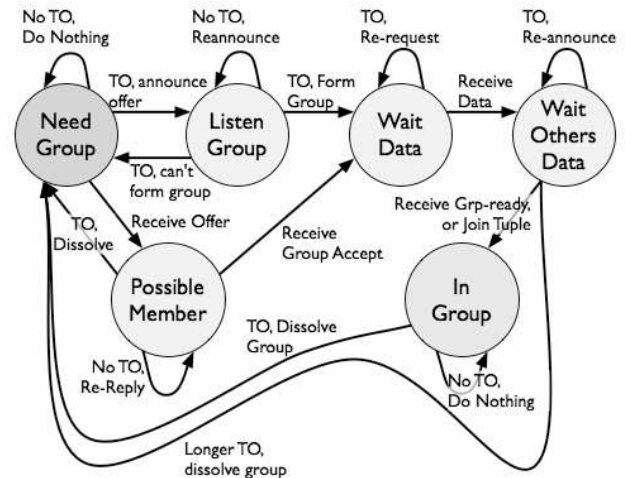 No TO,
Do Nothing
No TO,
Reannounce
TO,
Re-request
TO,
Re-announce
TO, announce
offer
TO, Form
Group
Receive
Data
Need
Group
Listen
Group
Wait
Data
Wait
Others
Data
TO, can't
form group
TO,
Dissolve
Receive Offer
Receive
Group Accept
Receive Grp-ready,
or Join Tuple
Possible
Member
In
Group
TO, Dissolve
Group
No TO,
Re-Reply
No TO,
Do Nothing
Longer TO,
dissolve group